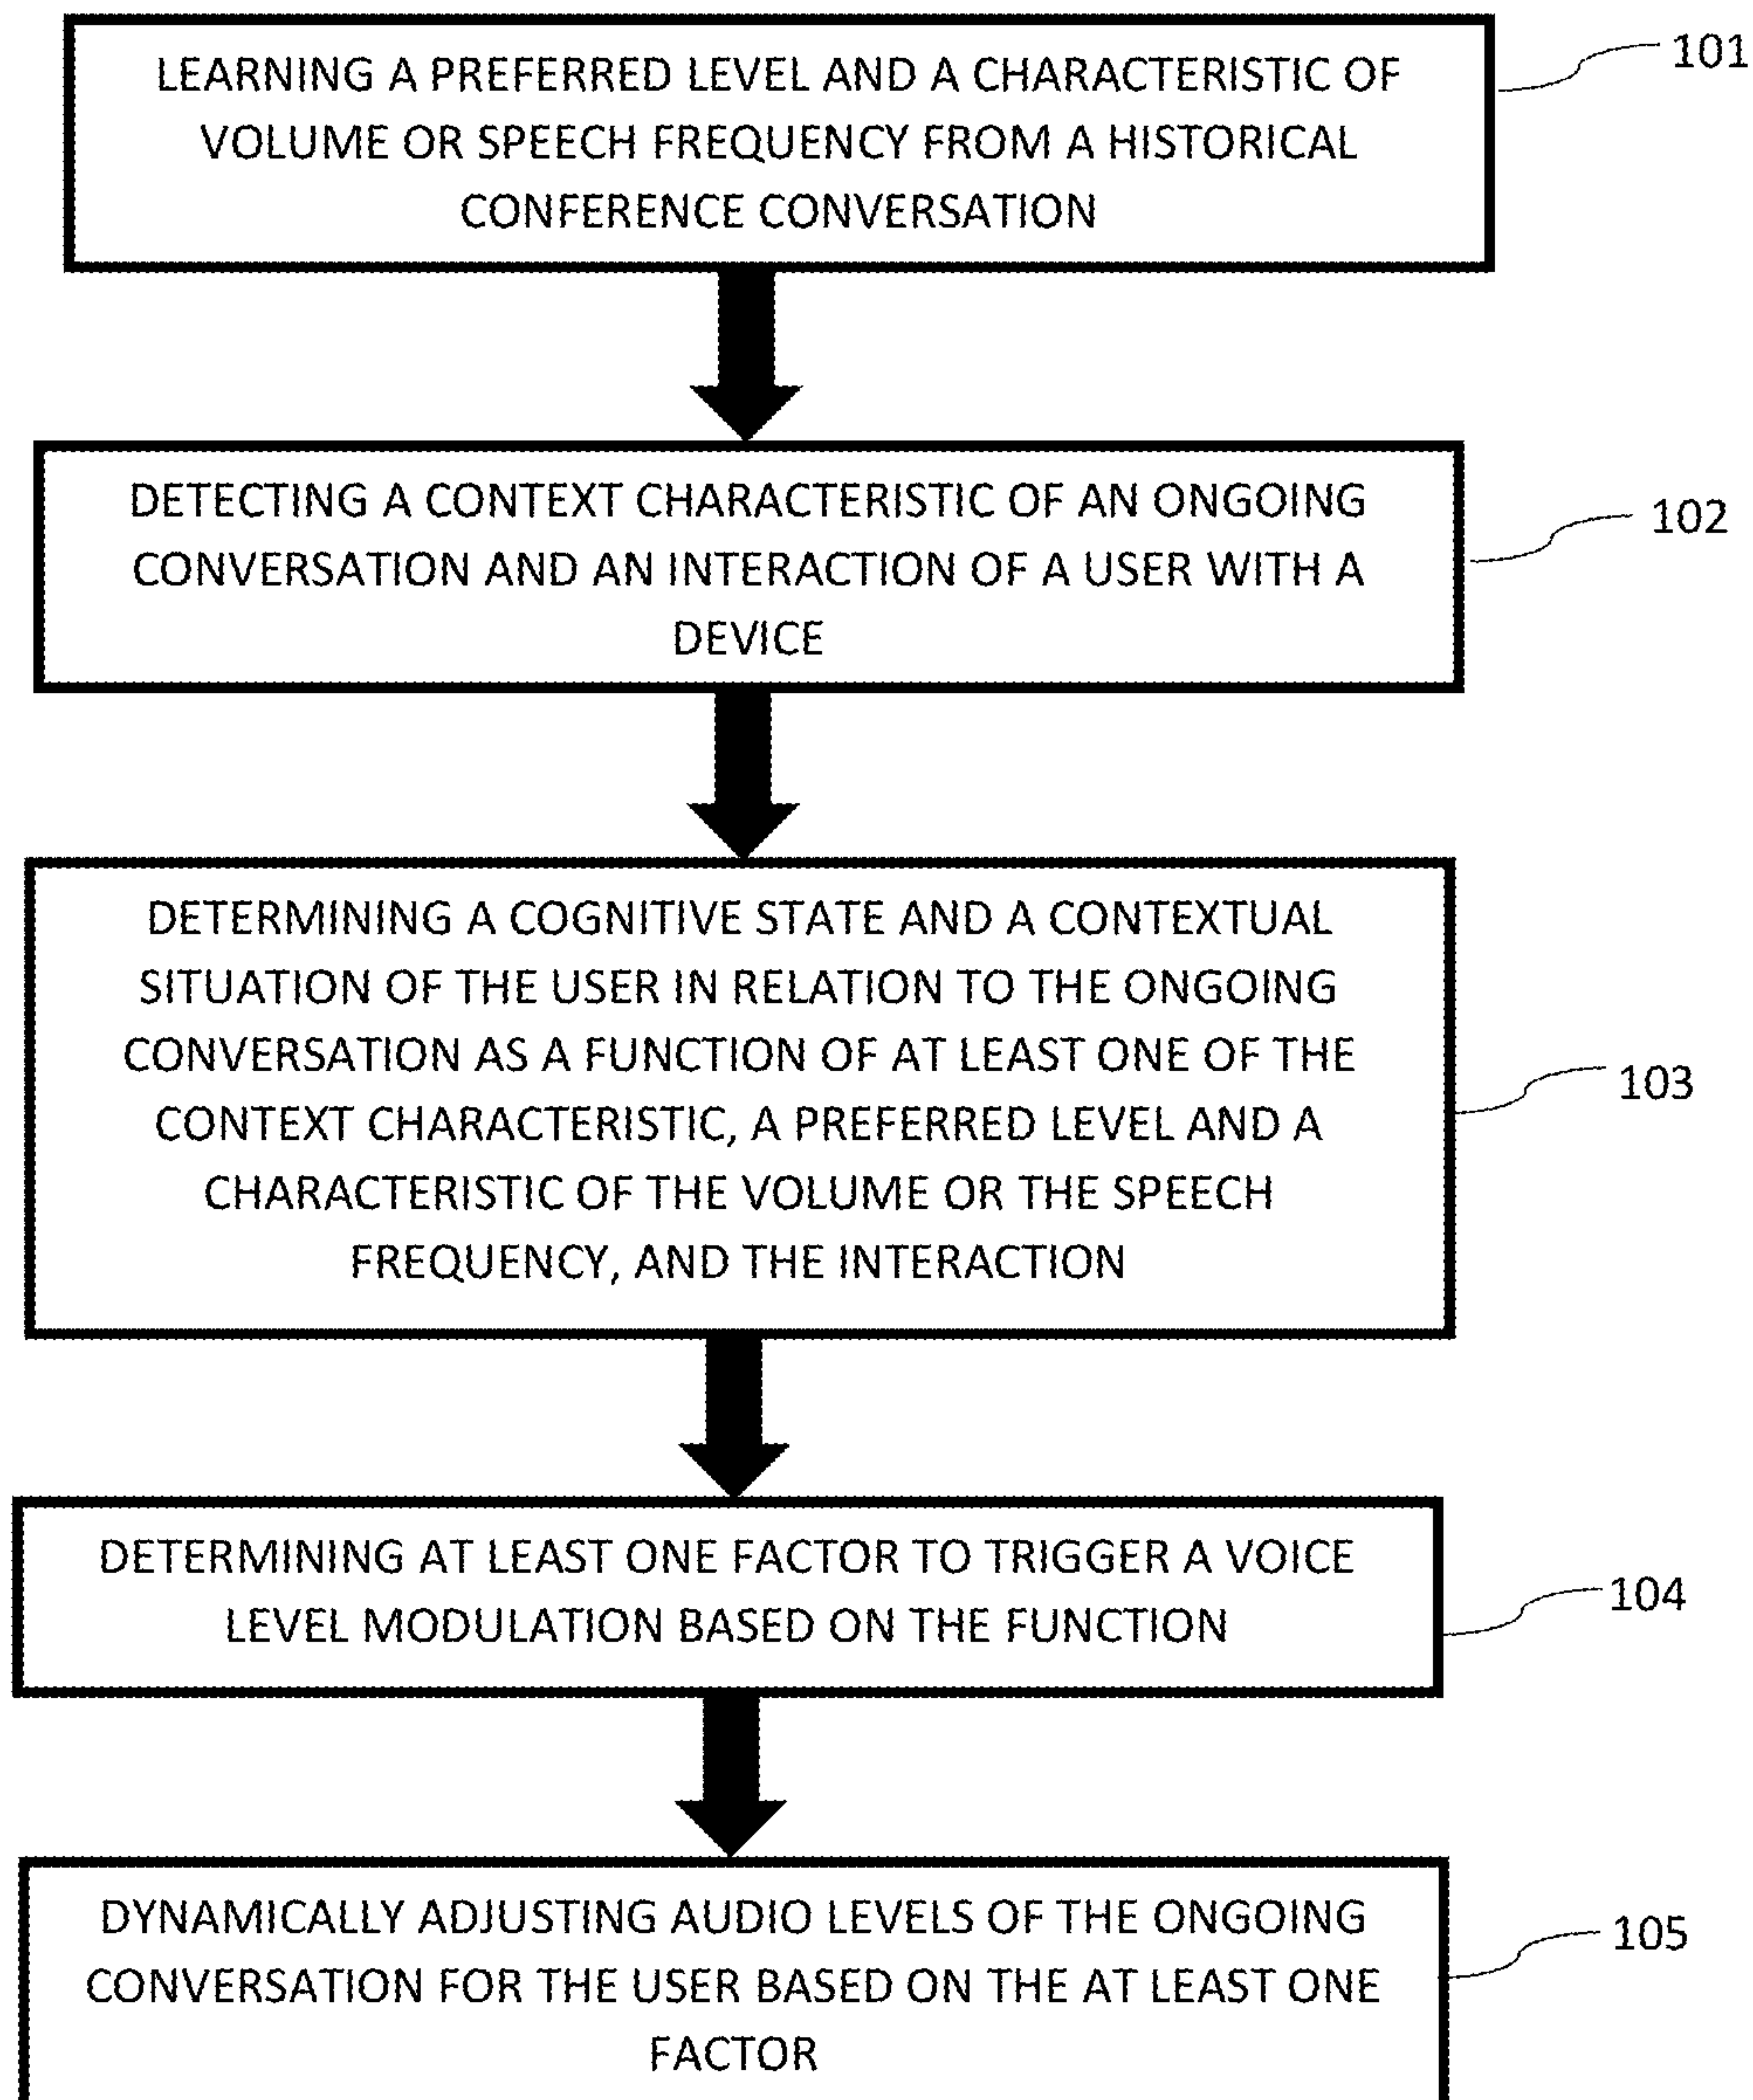 LEARNING A PREFERRED LEVEL AND A CHARACTERISTIC OF
VOLUME OR SPEECH FREQUENCY FROM A HISTORICAL
CONFERENCE CONVERSATION
101
DETECTING A CONTEXT CHARACTERISTIC OF AN ONGOING
CONVERSATION AND AN INTERACTION OF A USER WITH A
DEVICE
102
DETERMINING A COGNITIVE STATE AND A CONTEXTUAL
SITUATION OF THE USER IN RELATION TO THE ONGOING
CONVERSATION AS A FUNCTION OF AT LEAST ONE OF THE
CONTEXT CHARACTERISTIC, A PREFERRED LEVEL AND A
CHARACTERISTIC OF THE VOLUME OR THE SPEECH
FREQUENCY, AND THE INTERACTION
103
DETERMINING AT LEAST ONE FACTOR TO TRIGGER A VOICE
LEVEL MODULATION BASED ON THE FUNCTION
104
DYNAMICALLY ADJUSTING AUDIO LEVELS OF THE ONGOING
CONVERSATION FOR THE USER BASED ON THE AT LEAST ONE
FACTOR
105